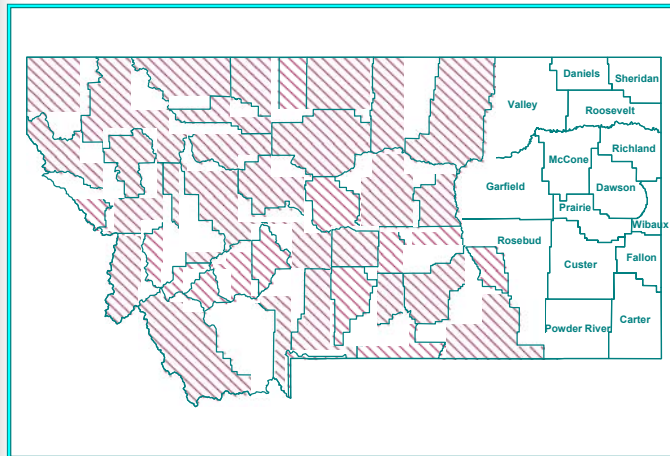 Daniels
Sheridan
Valley
Roosevelt
Richland
McCone
Garfield
Dawson
Prairie
Wibaux
Rosebud
Custer
Fallon
Carter
Powder River